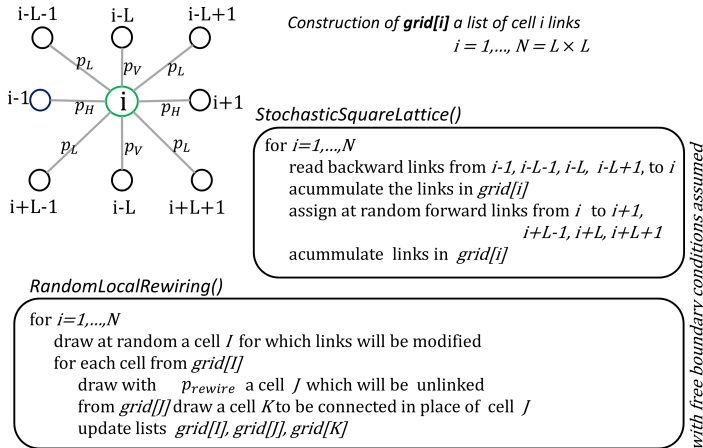 i-L-1
i-L
i-L+1
Construction of grid[i] a list of cell i links
i = 1,..., N = L × L
p_L
p_V
p_L
i-1
p_H
i
p_H
i+1
p_L
p_V
p_L
i+L-1
i-L
i+L+1
StochasticSquareLattice()
for i=1,...,N
read backward links from i-1, i-L-1, i-L, i-L+1, to i
acummulate the links in grid[i]
assign at random forward links from i to i+1,
i+L-1, i+L, i+L+1
acummulate links in grid[i]
with free boundary conditions assumed
RandomLocalRewiring()
for i=1,...,N
draw at random a cell I for which links will be modified
for each cell from grid[I]
draw with p_rewire a cell J which will be unlinked
from grid[J] draw a cell K to be connected in place of cell J
update lists grid[I], grid[J], grid[K]